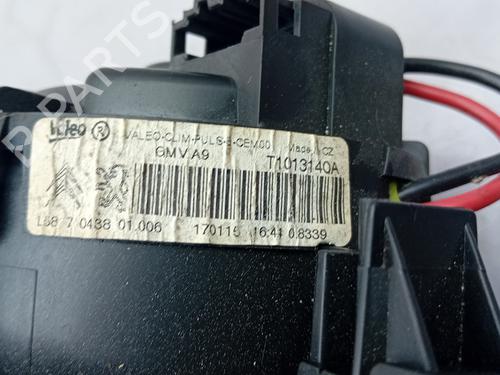 Valeo VALEO-CLIM-PULS-3-CEM00 Made in CZ
GMV A9 T1013140A
L58 7 0438 01.006 170115 16:41 0.8339
B-PARTS